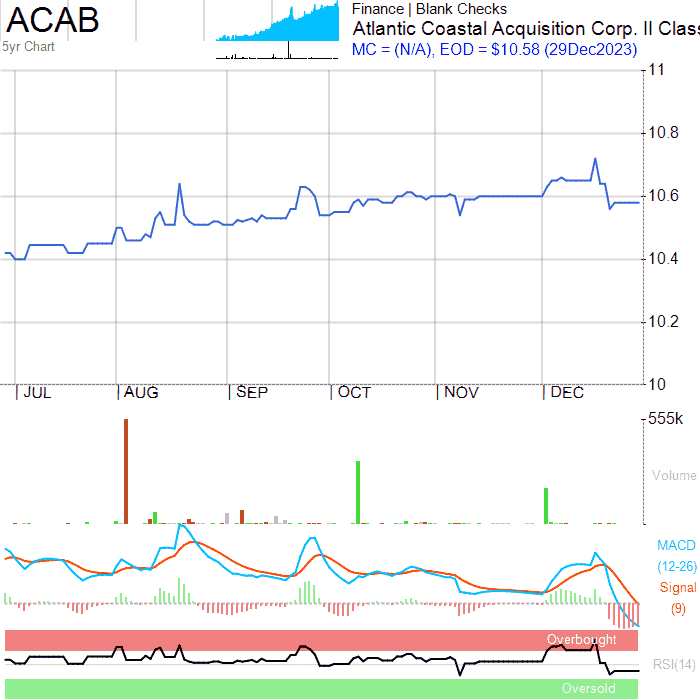 ACAB
5yr Chart
Finance | Blank Checks
Atlantic Coastal Acquisition Corp. II Class
MC = (N/A), EOD = $10.58 (29Dec2023)
11
10.8
10.6
10.4
10.2
10
JUL AUG SEP OCT NOV DEC
555k
Volume
MACD
(12-26)
Signal
(9)
Overbought
RSI(14)
Oversold